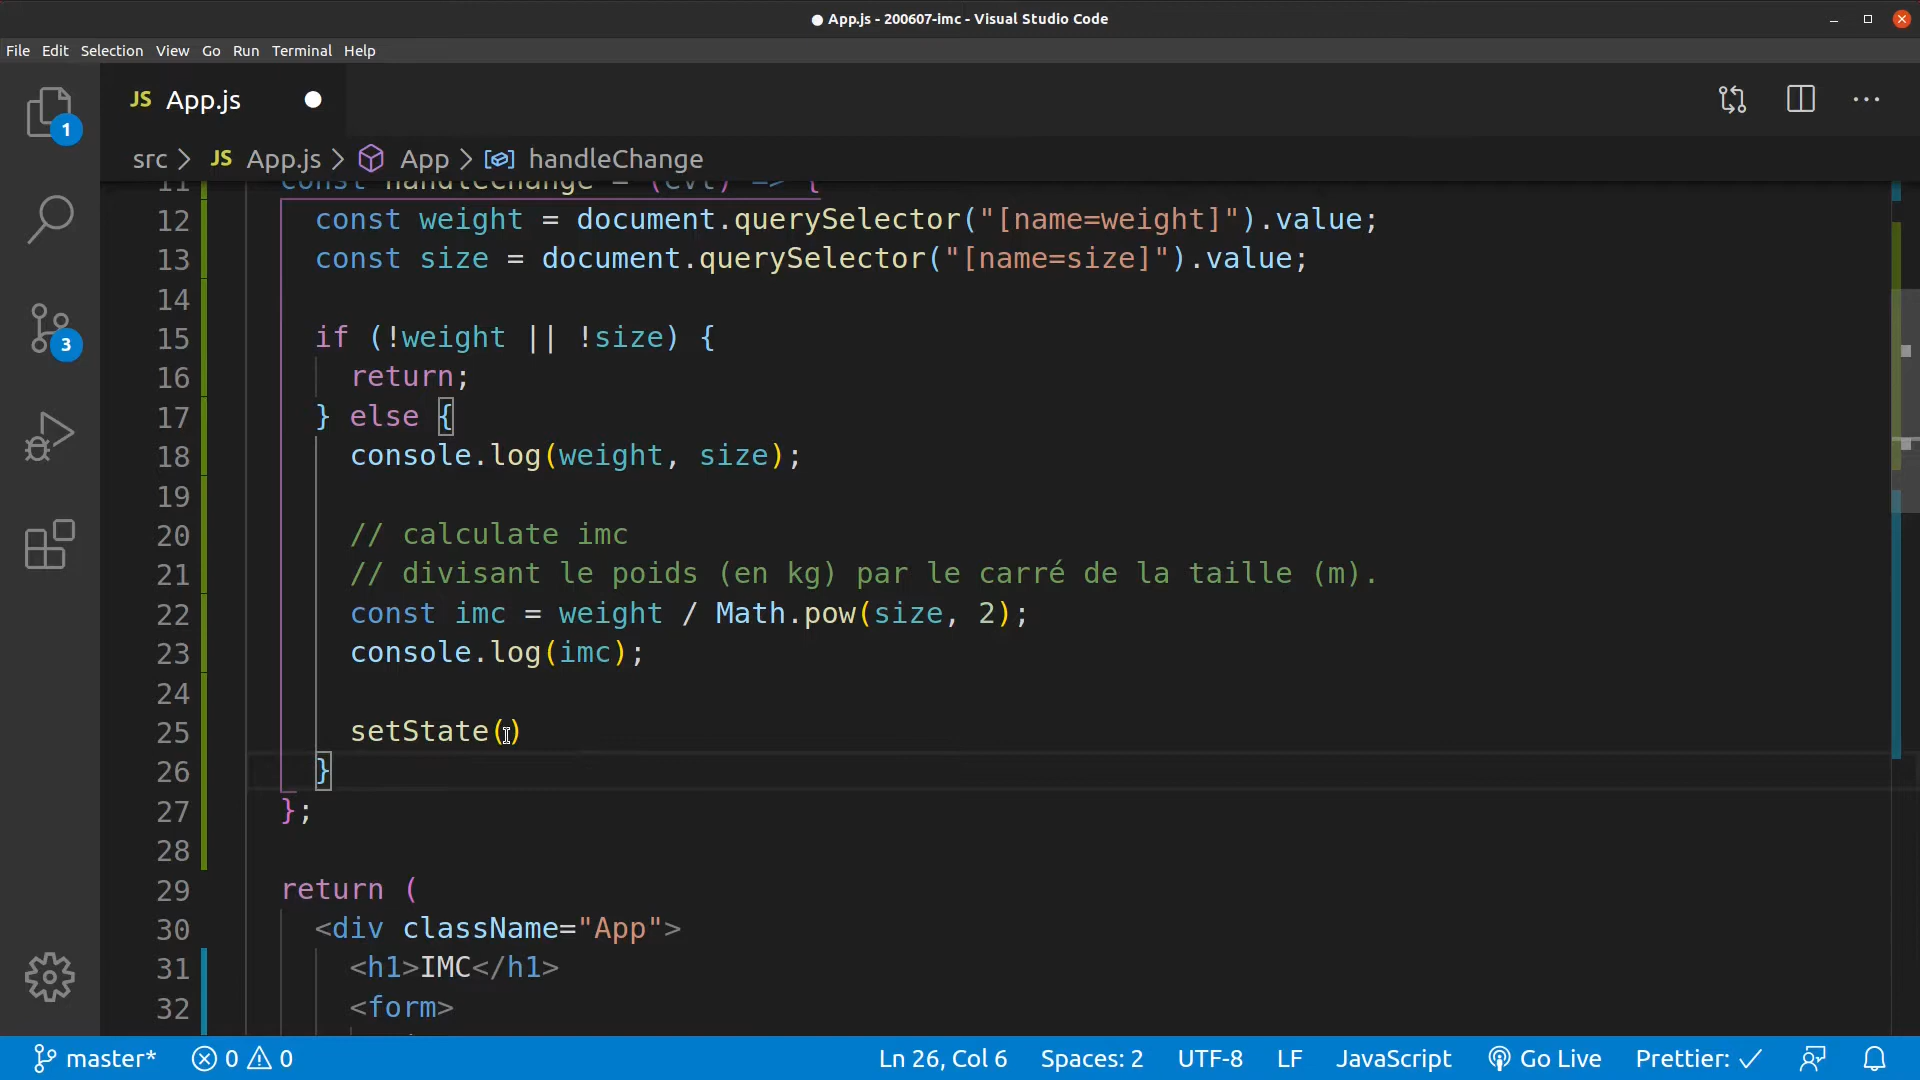 ● App.js - 200607-imc - Visual Studio Code
File Edit Selection View Go Run Terminal Help
1
3
JS App.js
src > JS App.js > App > handleChange
11 const handleChange = (evt) => {
12 const weight = document.querySelector("[name=weight]").value;
13 const size = document.querySelector("[name=size]").value;
14
15 if (!weight || !size) {
16 return;
17 } else {
18 console.log(weight, size);
19
20 // calculate imc
21 // divisant le poids (en kg) par le carré de la taille (m).
22 const imc = weight / Math.pow(size, 2);
23 console.log(imc);
24
25 setState()
26 }
27 };
28
29 return (
30 <div className="App">
31 <h1>IMC</h1>
32 <form>
master* 0 0 Ln 26, Col 6 Spaces: 2 UTF-8 LF JavaScript Go Live Prettier: ✓